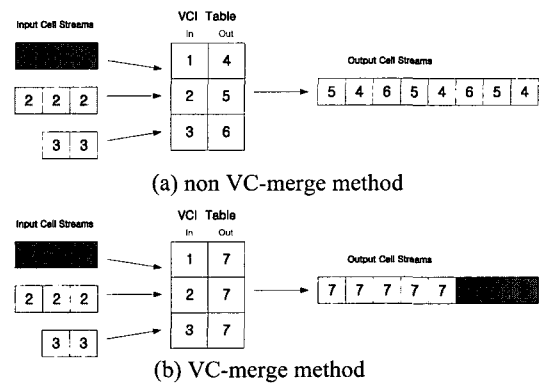 VCI Table
Input Cell Streams
In Out
Output Cell Streams
1 4
2 2 2
2 5
5 4 6 5 4 6 5 4
3 3
3 6
(a) non VC-merge method
VCI Table
Input Cell Streams
In Out
Output Cell Streams
1 7
2 2 2
2 7
7 7 7 7 7
3 3
3 7
(b) VC-merge method